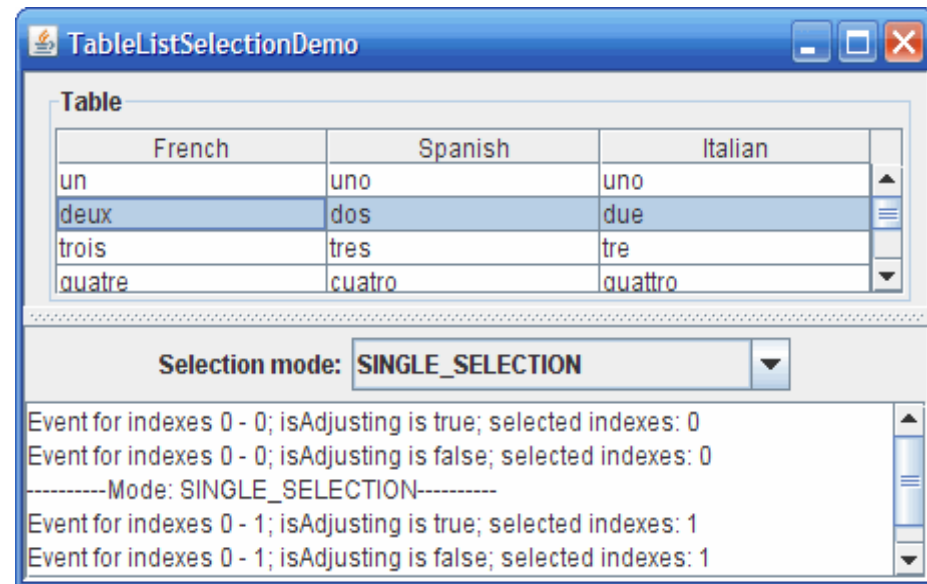 TableListSelectionDemo
Table
French Spanish Italian
un uno uno
deux dos due
trois tres tre
quatre cuatro quattro
Selection mode: SINGLE_SELECTION
Event for indexes 0 - 0; isAdjusting is true; selected indexes: 0
Event for indexes 0 - 0; isAdjusting is false; selected indexes: 0
----------Mode: SINGLE_SELECTION----------
Event for indexes 0 - 1; isAdjusting is true; selected indexes: 1
Event for indexes 0 - 1; isAdjusting is false; selected indexes: 1